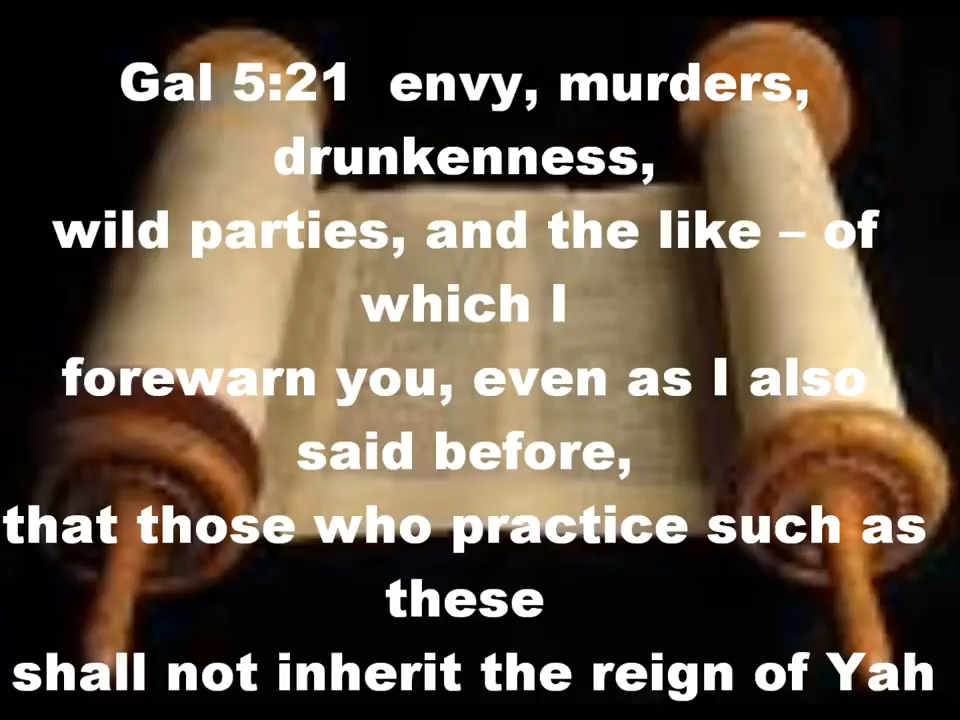 Gal 5:21  envy, murders,
drunkenness,
wild parties, and the like – of
which I
forewarn you, even as I also
said before,
that those who practice such as
these
shall not inherit the reign of Yah